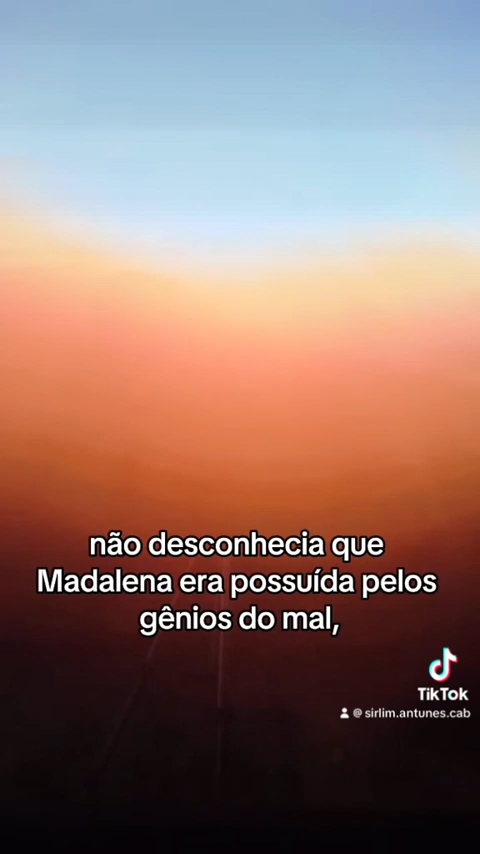 não desconhecia que
Madalena era possuída pelos
gênios do mal,
TikTok
@ sirlim.antunes.cab